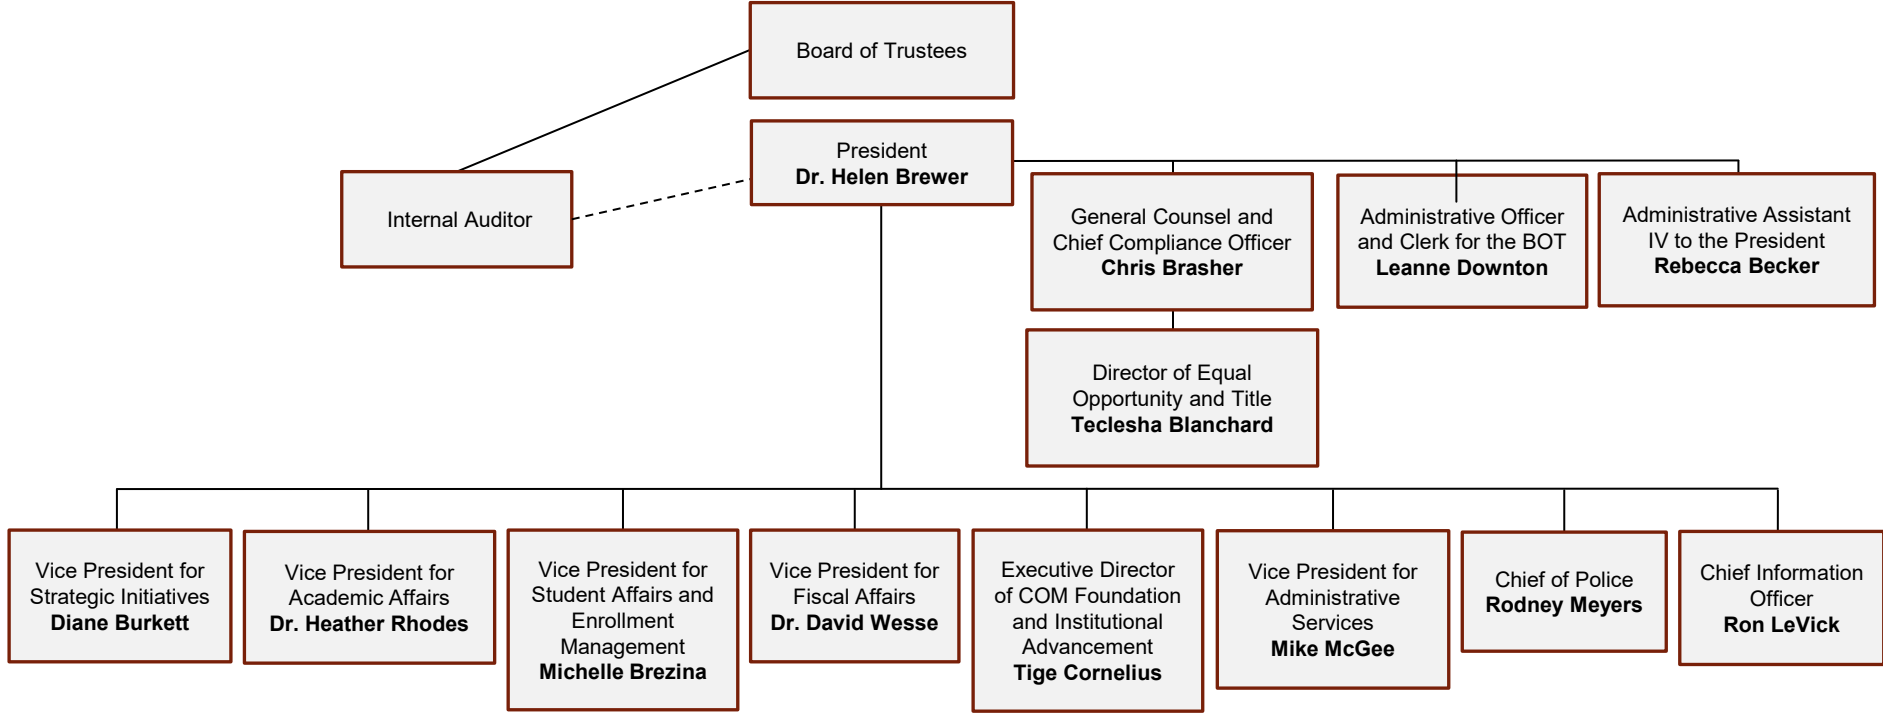 Board of Trustees
President
Dr. Helen Brewer
Internal Auditor
General Counsel and
Chief Compliance Officer
Chris Brasher
Administrative Officer
and Clerk for the BOT
Leanne Downton
Administrative Assistant
IV to the President
Rebecca Becker
Director of Equal
Opportunity and Title
Teclesha Blanchard
Vice President for
Strategic Initiatives
Diane Burkett
Vice President for
Academic Affairs
Dr. Heather Rhodes
Vice President for
Student Affairs and
Enrollment
Management
Michelle Brezina
Vice President for
Fiscal Affairs
Dr. David Wesse
Executive Director
of COM Foundation
and Institutional
Advancement
Tige Cornelius
Vice President for
Administrative
Services
Mike McGee
Chief of Police
Rodney Meyers
Chief Information
Officer
Ron LeVick